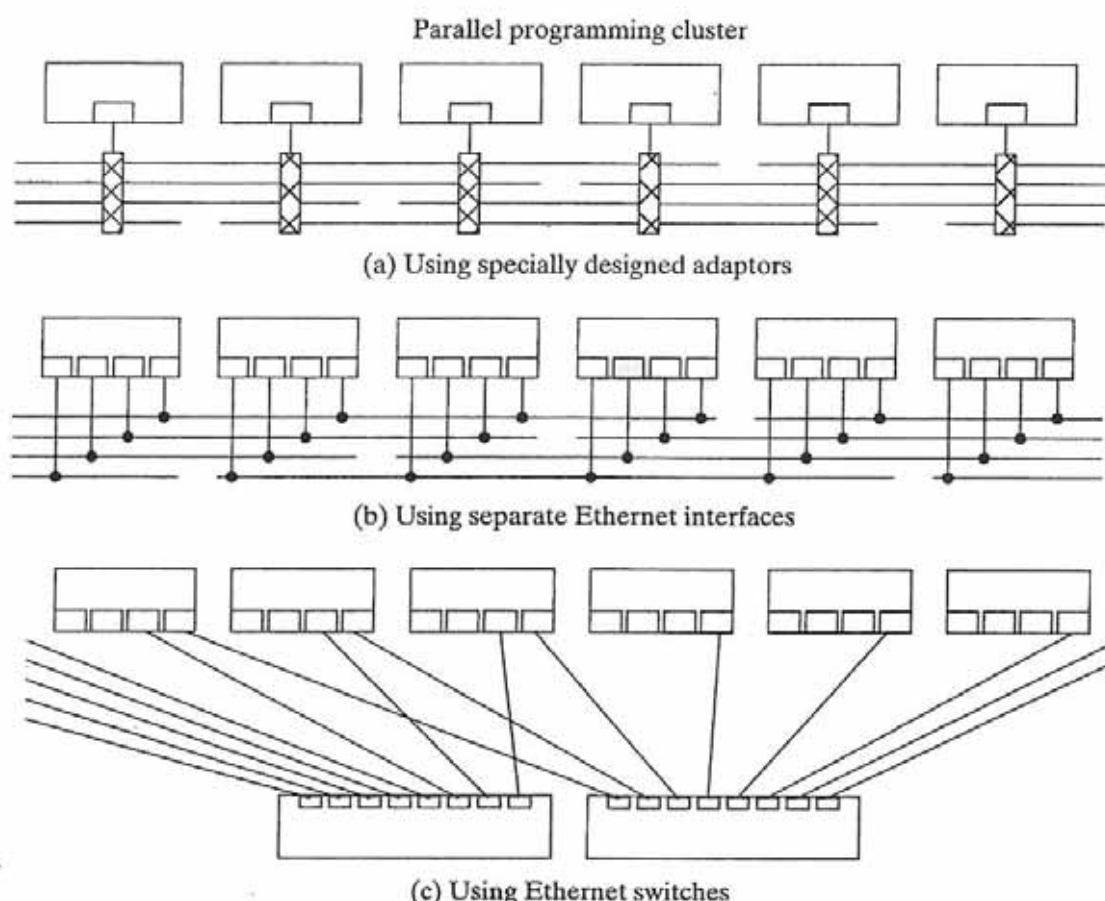 Parallel programming cluster
(a) Using specially designed adaptors
(b) Using separate Ethernet interfaces
(c) Using Ethernet switches